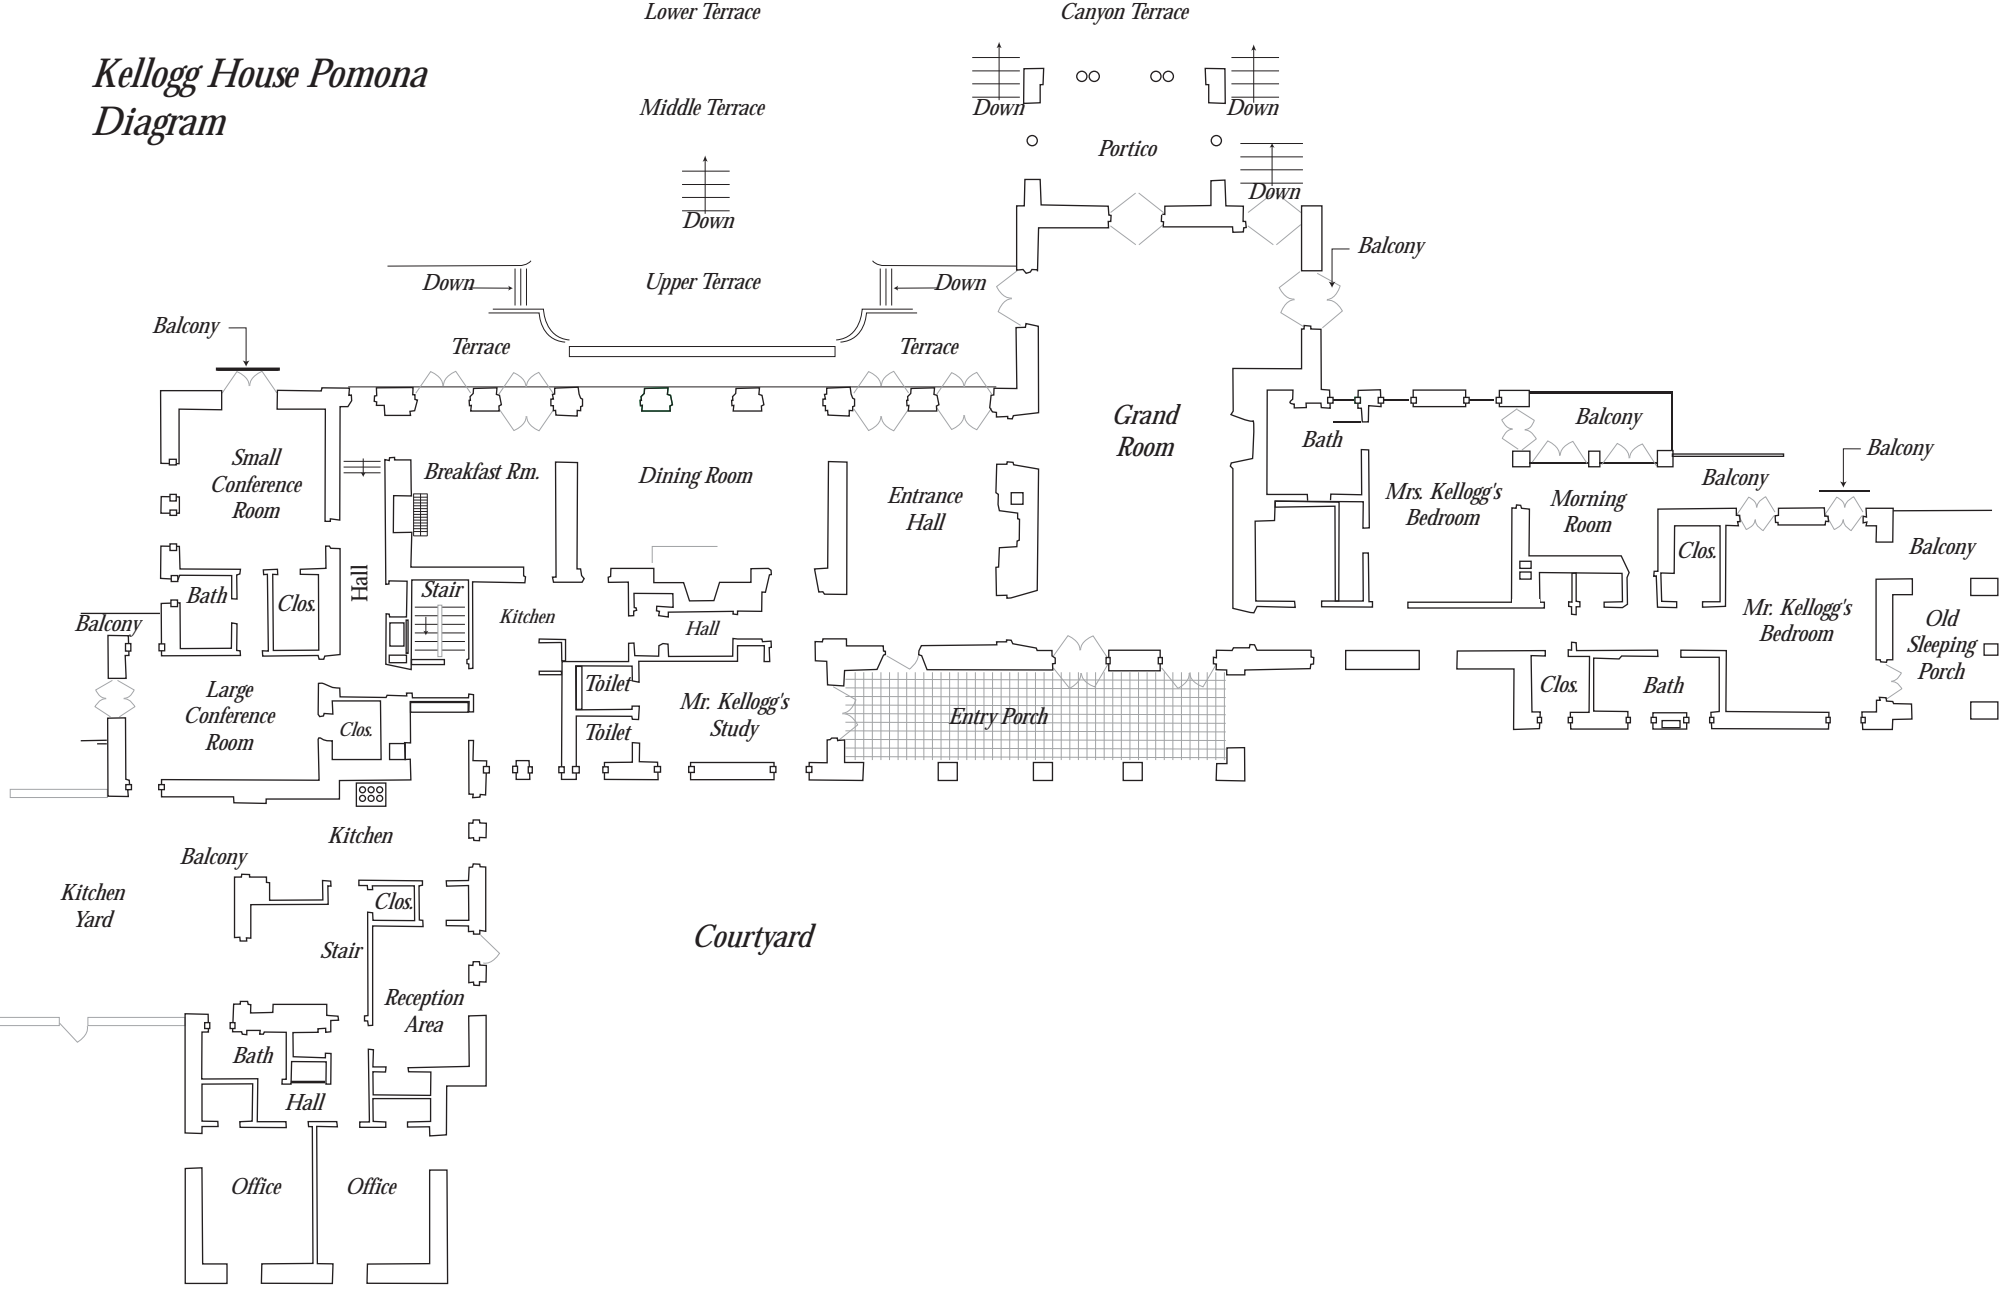 Lower Terrace
Canyon Terrace
Kellogg House Pomona
Diagram
Middle Terrace
Down
Down
Portico
Down
Down
Balcony
Down
Upper Terrace
Down
Balcony
Terrace
Terrace
Grand
Room
Bath
Balcony
Balcony
Small
Conference
Room
Breakfast Rm.
Dining Room
Entrance
Hall
Mrs. Kellogg's
Bedroom
Morning
Room
Balcony
Clos.
Balcony
Hall
Bath
Clos.
Stair
Kitchen
Hall
Balcony
Mr. Kellogg's
Bedroom
Old
Sleeping
Porch
Large
Conference
Room
Clos.
Toilet
Toilet
Mr. Kellogg's
Study
Entry Porch
Clos.
Bath
Kitchen
Balcony
Kitchen
Yard
Clos.
Stair
Courtyard
Reception
Area
Bath
Hall
Office
Office